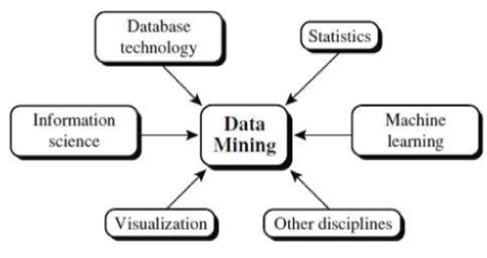 Database
technology
Statistics
Information
science
Data
Mining
Machine
learning
Visualization
Other disciplines